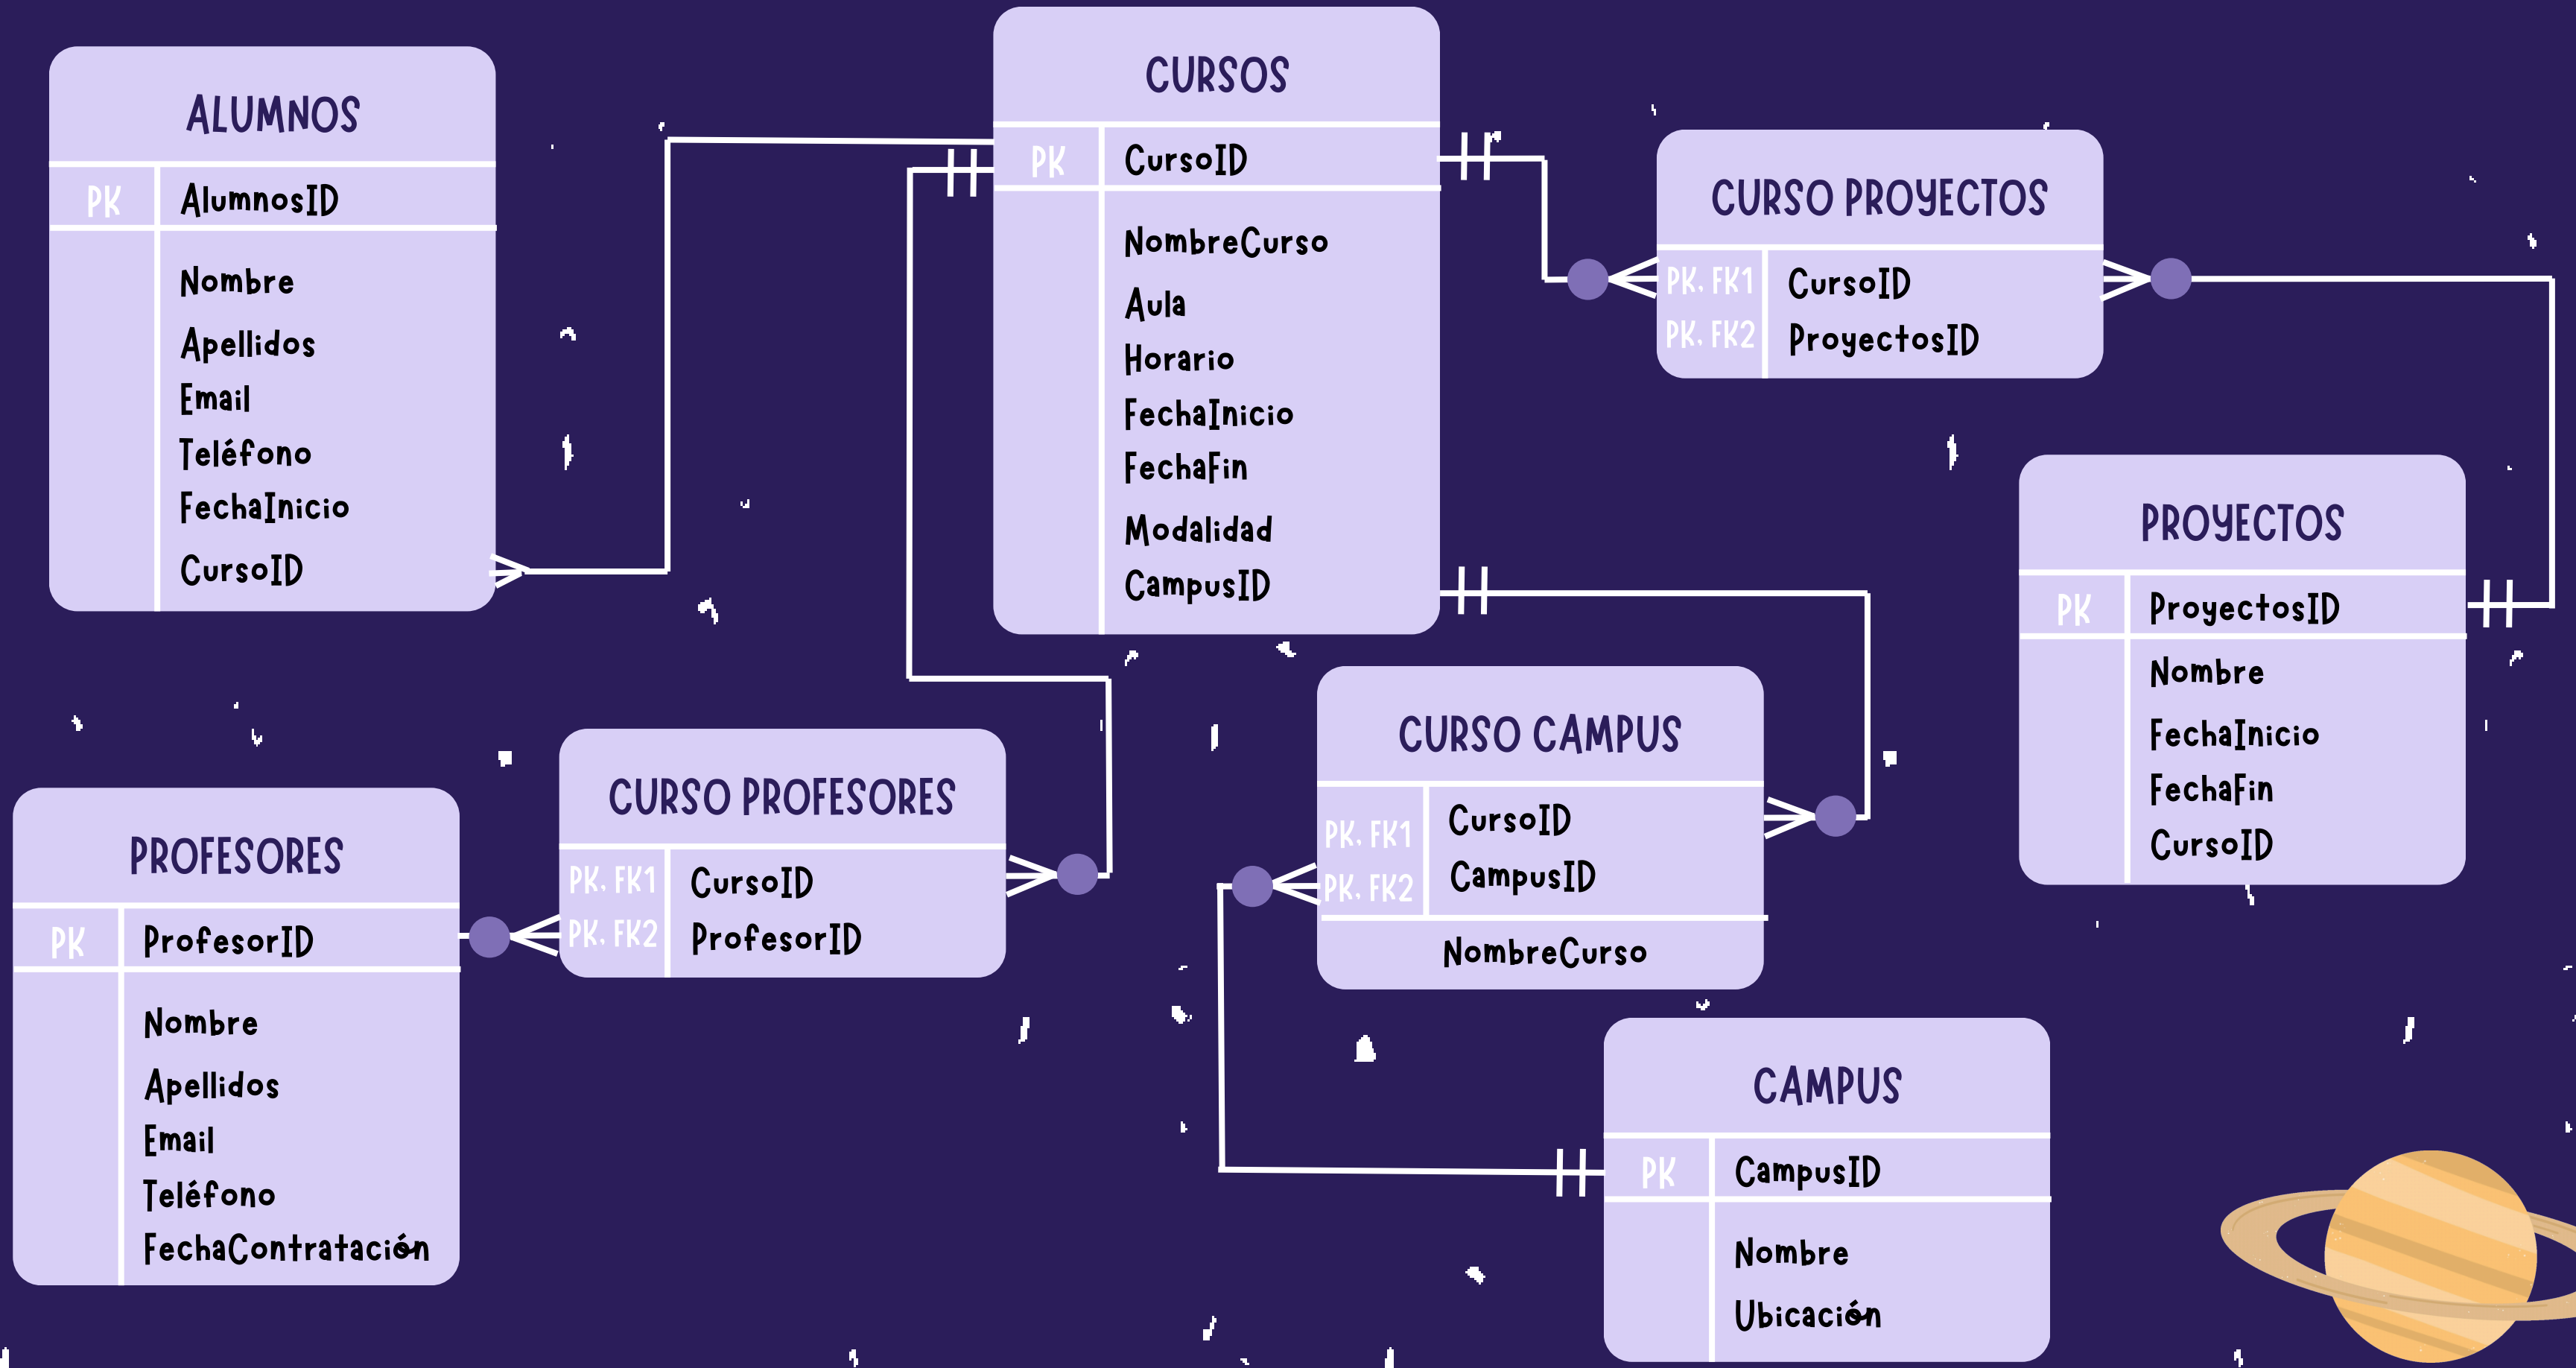 ALUMNOS
PK AlumnosID
Nombre
Apellidos
Email
Teléfono
FechaInicio
CursoID
CURSOS
PK CursoID
NombreCurso
Aula
Horario
FechaInicio
FechaFin
Modalidad
CampusID
CURSO PROYECTOS
PK, FK1 CursoID
PK, FK2 ProyectosID
PROYECTOS
PK ProyectosID
Nombre
FechaInicio
FechaFin
CursoID
PROFESORES
PK ProfesorID
Nombre
Apellidos
Email
Teléfono
FechaContratación
CURSO PROFESORES
PK, FK1 CursoID
PK, FK2 ProfesorID
CURSO CAMPUS
PK, FK1 CursoID
PK, FK2 CampusID
NombreCurso
CAMPUS
PK CampusID
Nombre
Ubicación